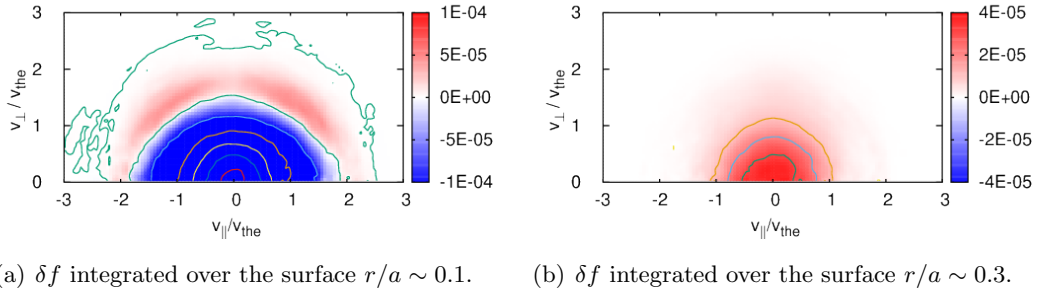 3
2
1
0
v⊥ / vthe
-3 -2 -1 0 1 2 3
v||/vthe
1E-04
5E-05
0E+00
-5E-05
-1E-04
3
2
1
0
v⊥ / vthe
-3 -2 -1 0 1 2 3
v||/vthe
4E-05
2E-05
0E+00
-2E-05
-4E-05
a) δf integrated over the surface r/a ∼ 0.1.
(b) δf integrated over the surface r/a ∼ 0.3.